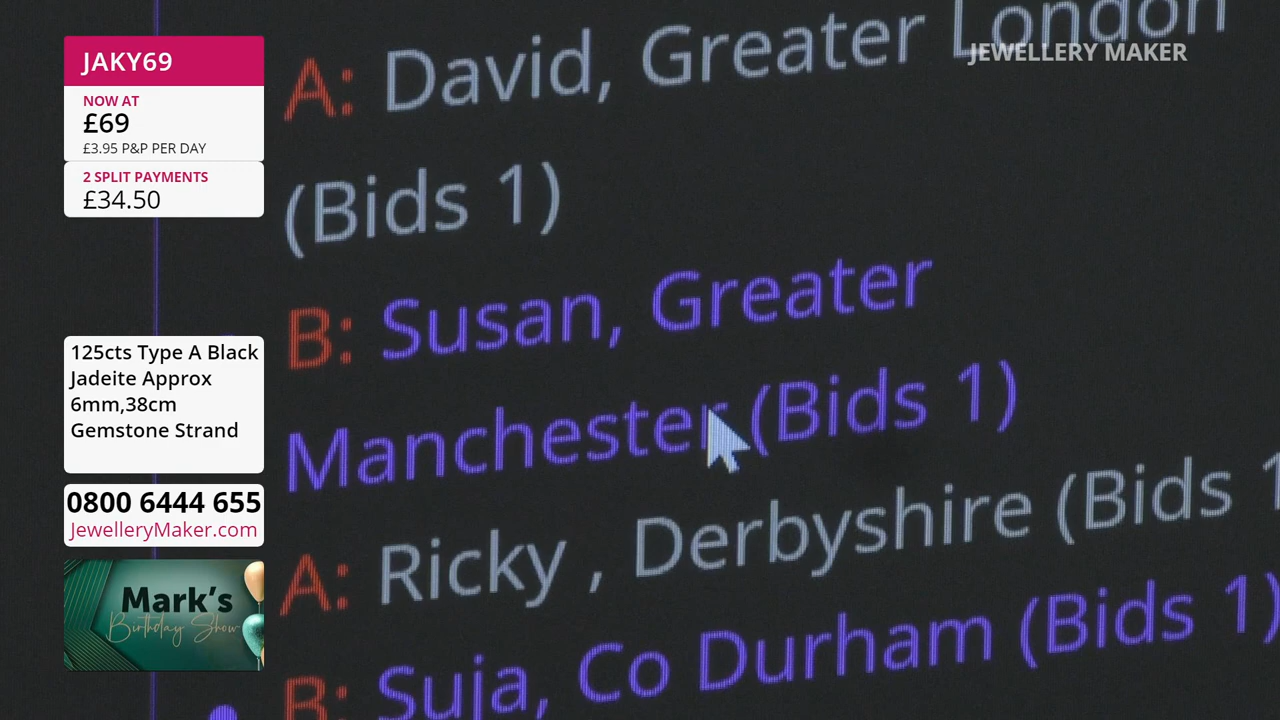 JAKY69
NOW AT
£69
£3.95 P&P PER DAY
2 SPLIT PAYMENTS
£34.50
125cts Type A Black
Jadeite Approx
6mm,38cm
Gemstone Strand
0800 6444 655
JewelleryMaker.com
Mark's
Birthday Show
JEWELLERY MAKER
A: David, Greater London
(Bids 1)
B: Susan, Greater
Manchester (Bids 1)
A: Ricky , Derbyshire (Bids 1
B: Suja, Co Durham (Bids 1)